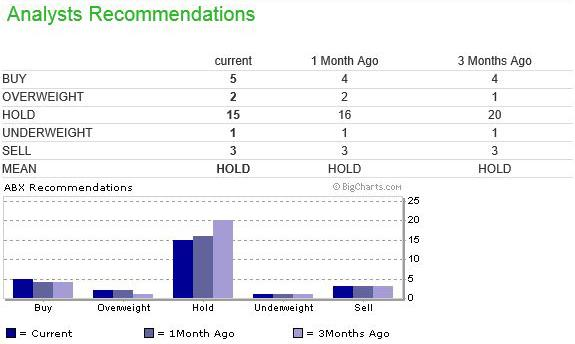 Analysts Recommendations
current 1 Month Ago 3 Months Ago
BUY 5 4 4
OVERWEIGHT 2 2 1
HOLD 15 16 20
UNDERWEIGHT 1 1 1
SELL 3 3 3
MEAN HOLD HOLD HOLD
ABX Recommendations © BigCharts.com
25
20
15
10
5
0
Buy Overweight Hold Underweight Sell
= Current = 1Month Ago = 3Months Ago